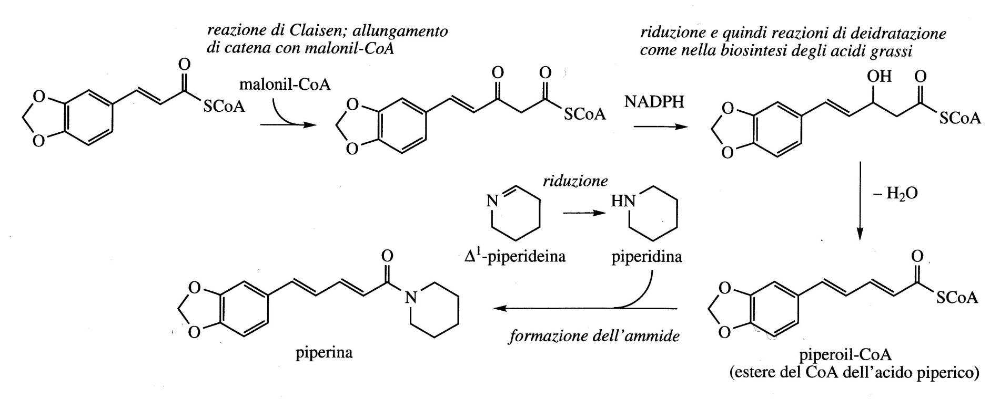 reazione di Claisen; allungamento
di catena con malonil-CoA
riduzione e quindi reazioni di deidratazione
come nella biosintesi degli acidi grassi
O
O
O
SCoA
malonil-CoA
O
O
O
O
SCoA
NADPH
OH
O
O
O
SCoA
– H₂O
N
riduzione
HN
Δ¹-piperideina
piperidina
O
O
O
N
piperina
formazione dell'ammide
O
O
O
SCoA
piperoil-CoA
(estere del CoA dell'acido piperico)